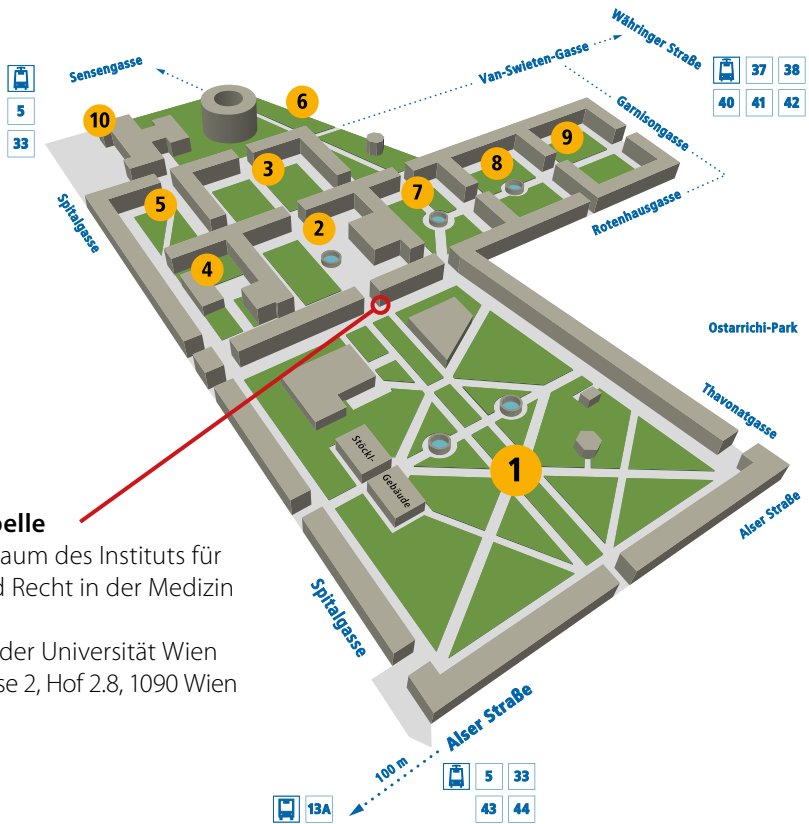 Währinger Straße
Sensengasse
Van-Swieten-Gasse
37 38
40 41 42
5
33
Garnisongasse
6
10
9
3
8
5
7
Spitalgasse
2
Rotenhausgasse
4
Ostarrichi-Park
Thavonatgasse
Stöckl-
Gebäude
1
Alser Straße
elle
aum des Instituts für
d Recht in der Medizin
Spitalgasse
der Universität Wien
se 2, Hof 2.8, 1090 Wien
Alser Straße
100 m
5 33
43 44
13A